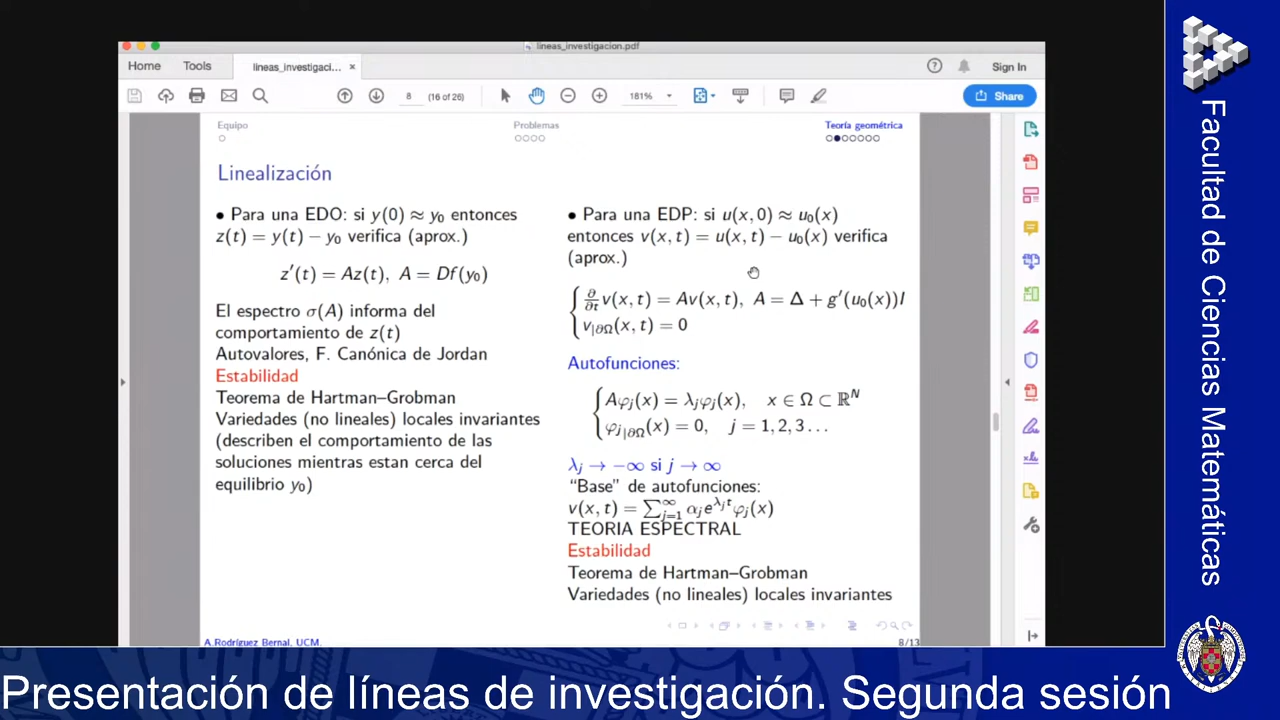 lineas_investigacion.pdf
Home Tools lineas_investigaci... × Sign In
8 (16 of 26) 181% Share
Equipo Problemas Teoría geométrica
Linealización
• Para una EDO: si y(0) ≈ y₀ entonces
z(t) = y(t) − y₀ verifica (aprox.)
z′(t) = Az(t), A = Df(y₀)
El espectro σ(A) informa del
comportamiento de z(t)
Autovalores, F. Canónica de Jordan
Estabilidad
Teorema de Hartman–Grobman
Variedades (no lineales) locales invariantes
(describen el comportamiento de las
soluciones mientras estan cerca del
equilibrio y₀)
• Para una EDP: si u(x, 0) ≈ u₀(x)
entonces v(x, t) = u(x, t) − u₀(x) verifica
(aprox.)
∂/∂t v(x, t) = Av(x, t), A = Δ + g′(u₀(x))I
v|∂Ω(x, t) = 0
Autofunciones:
Aφⱼ(x) = λⱼφⱼ(x), x ∈ Ω ⊂ ℝᴺ
φⱼ|∂Ω(x) = 0, j = 1, 2, 3 . . .
λⱼ → −∞ si j → ∞
“Base” de autofunciones:
v(x, t) = ∑_{j=1}^{∞} αⱼe^{λⱼt}φⱼ(x)
TEORIA ESPECTRAL
Estabilidad
Teorema de Hartman–Grobman
Variedades (no lineales) locales invariantes
A.Rodríguez Bernal, UCM 8/13
Facultad de Ciencias Matemáticas
Presentación de líneas de investigación. Segunda sesión